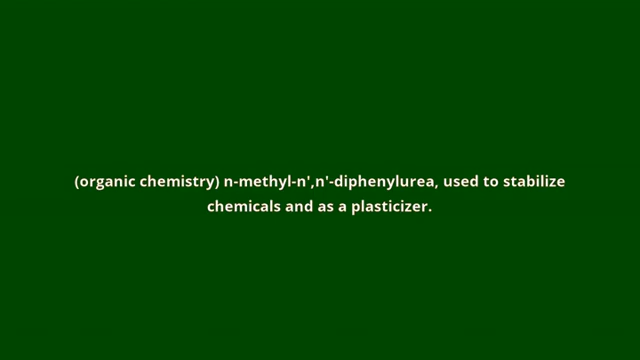 (organic chemistry) n-methyl-n',n'-diphenylurea, used to stabilize
chemicals and as a plasticizer.